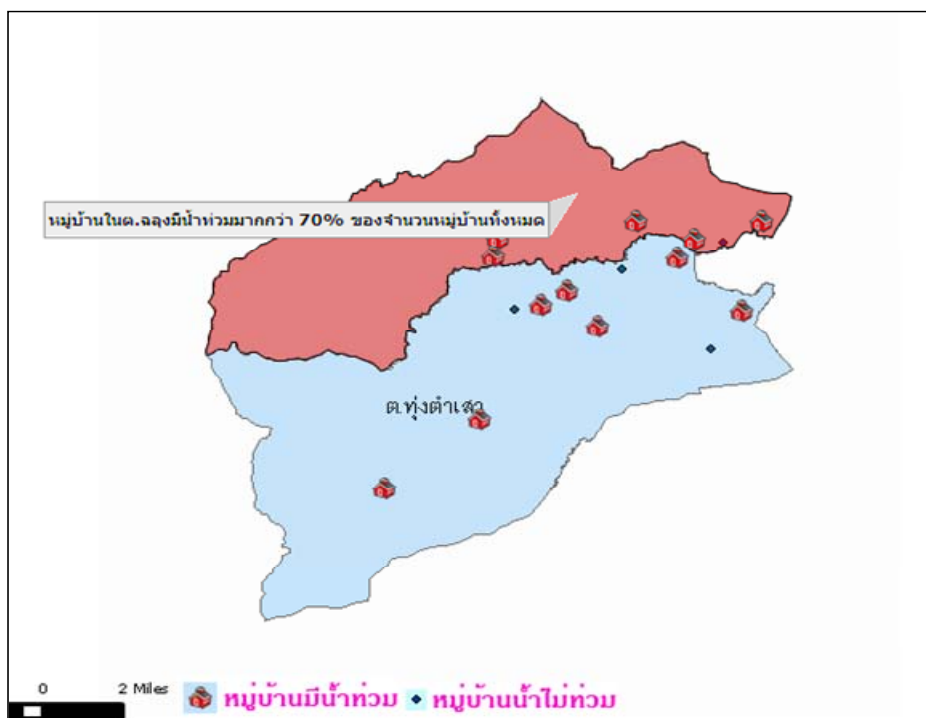 หมู่บ้านในต.ฉลุงมีน้ำท่วมมากกว่า 70% ของจำนวนหมู่บ้านทั้งหมด
ต.ทุ่งตำเสา
0 2 Miles
หมู่บ้านมีน้ำท่วม หมู่บ้านน้ำไม่ท่วม